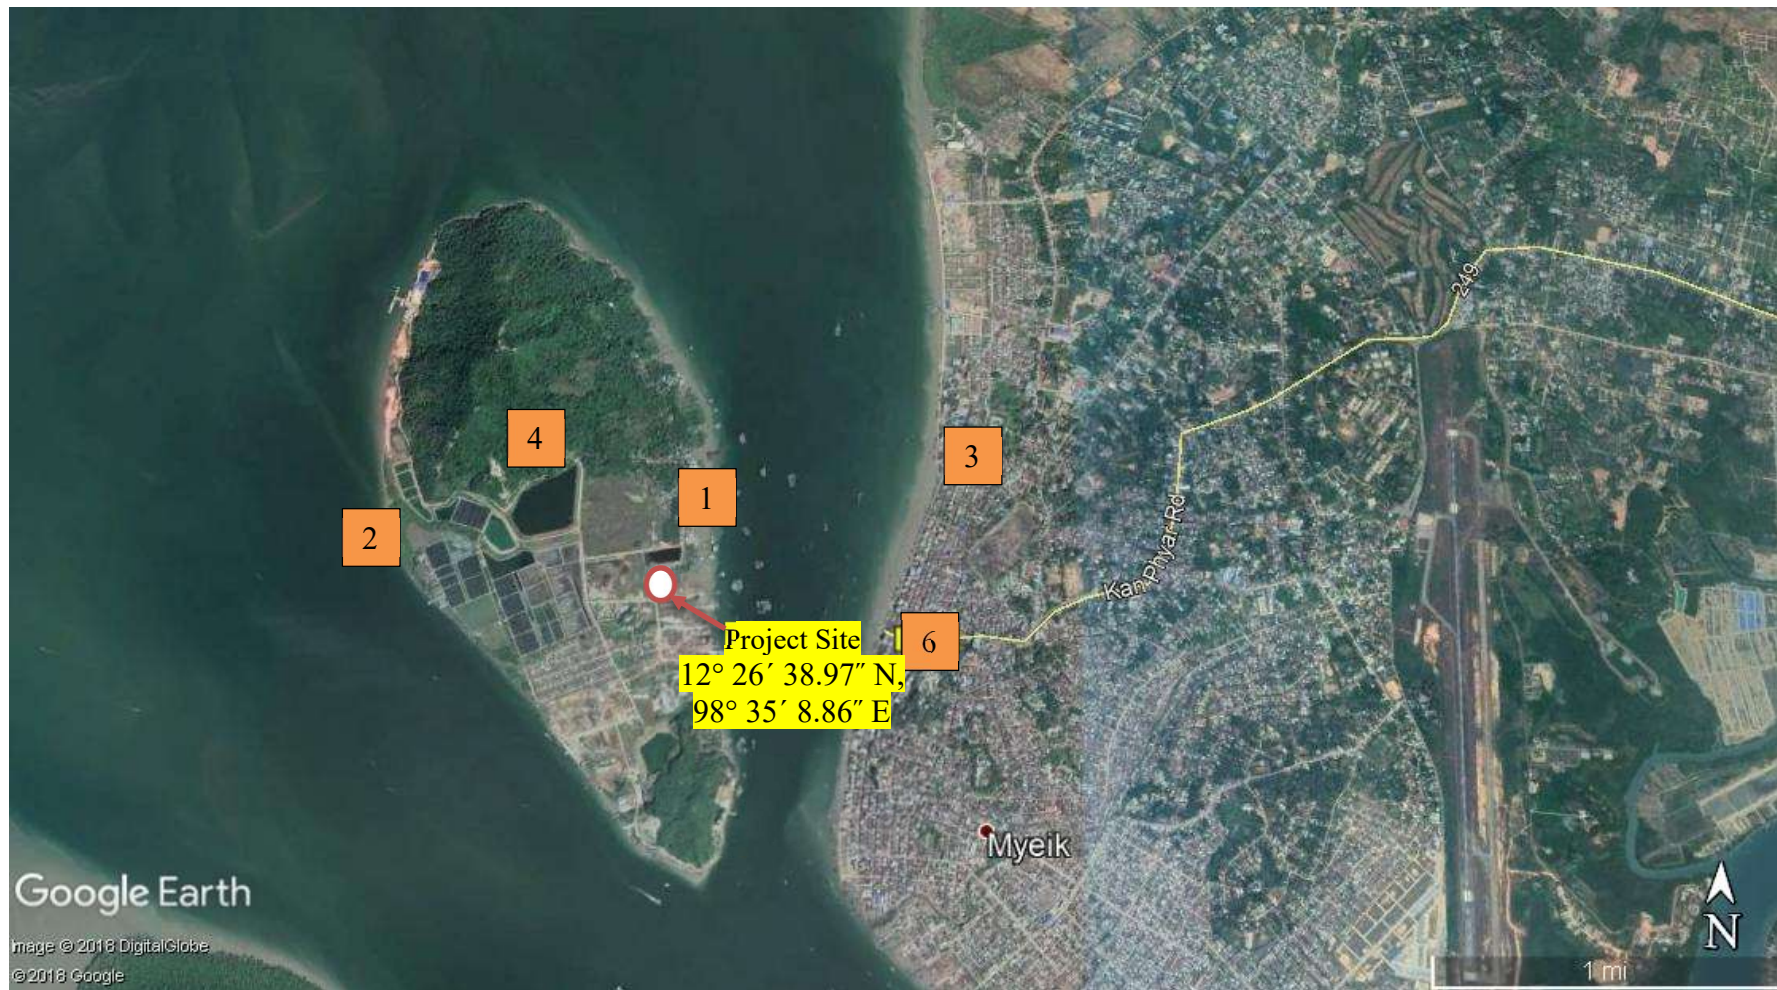 249
4
3
1
2
Kan Phyar Rd
6
Project Site
12° 26´ 38.97˝ N,
98° 35´ 8.86˝ E
Myeik
Google Earth
N
Image © 2018 DigitalGlobe
© 2018 Google
1 mi